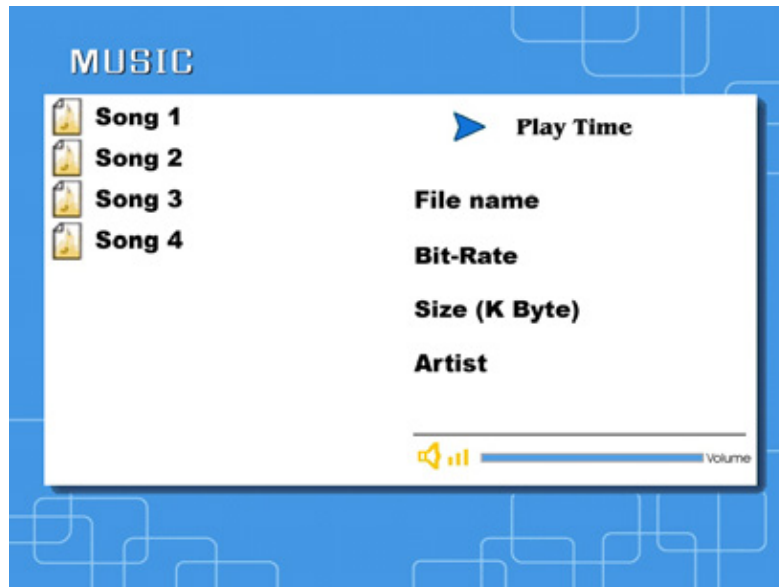 MUSIC
Song 1
Song 2
Song 3
Song 4
Play Time
File name
Bit-Rate
Size (K Byte)
Artist
Volume